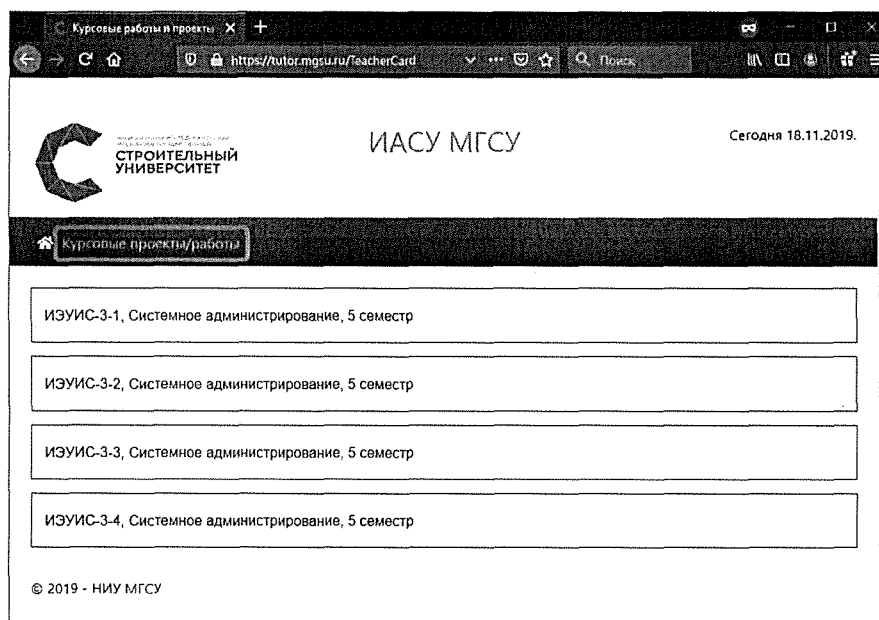 Курсовые работы и проекты
https://tutor.mgsu.ru/TeacherCard
Поиск
СТРОИТЕЛЬНЫЙ
УНИВЕРСИТЕТ
ИАСУ МГСУ
Сегодня 18.11.2019.
Курсовые проекты/работы
ИЭУИС-3-1, Системное администрирование, 5 семестр
ИЭУИС-3-2, Системное администрирование, 5 семестр
ИЭУИС-3-3, Системное администрирование, 5 семестр
ИЭУИС-3-4, Системное администрирование, 5 семестр
© 2019 - НИУ МГСУ